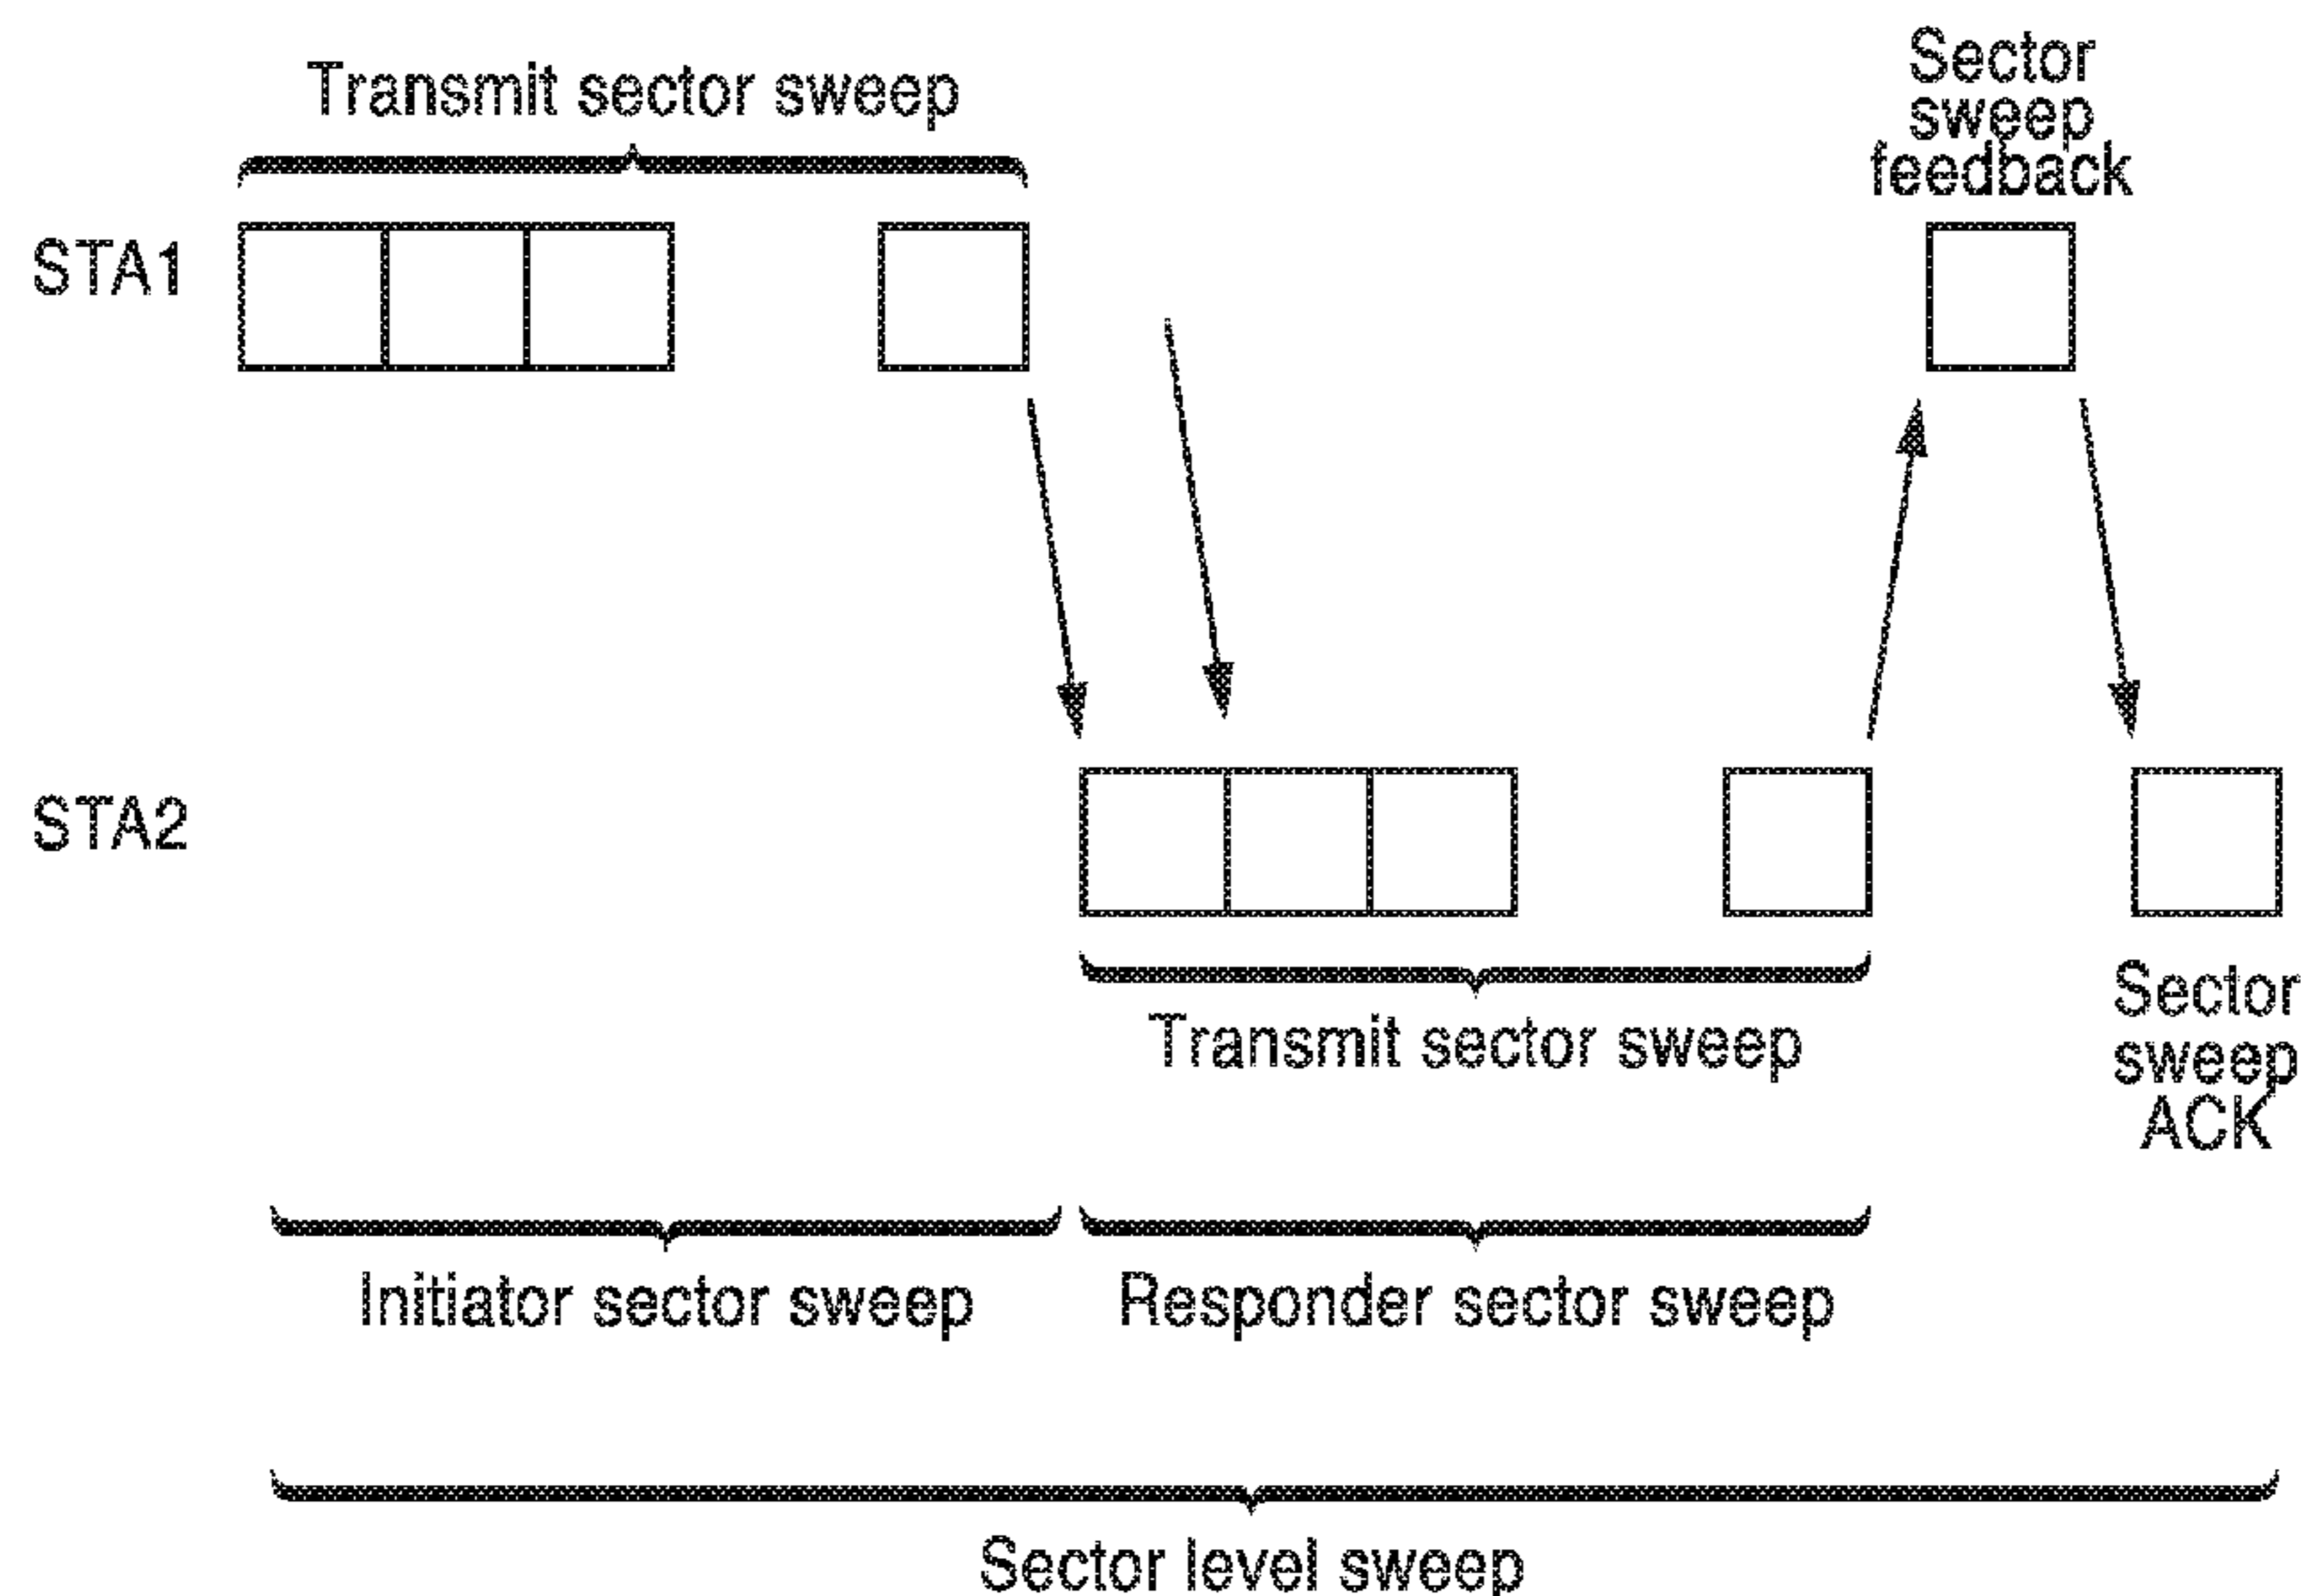 Transmit sector sweep
Sector
sweep
feedback
STA1
STA2
Transmit sector sweep
Sector
sweep
ACK
Initiator sector sweep
Responder sector sweep
Sector level sweep